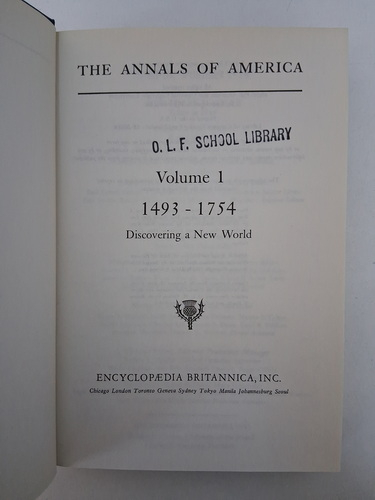 THE ANNALS OF AMERICA
O. L. F. SCHOOL LIBRARY
Volume 1
1493 - 1754
Discovering a New World
ENCYCLOPÆDIA BRITANNICA, INC.
Chicago London Toronto Geneva Sydney Tokyo Manila Johannesburg Seoul